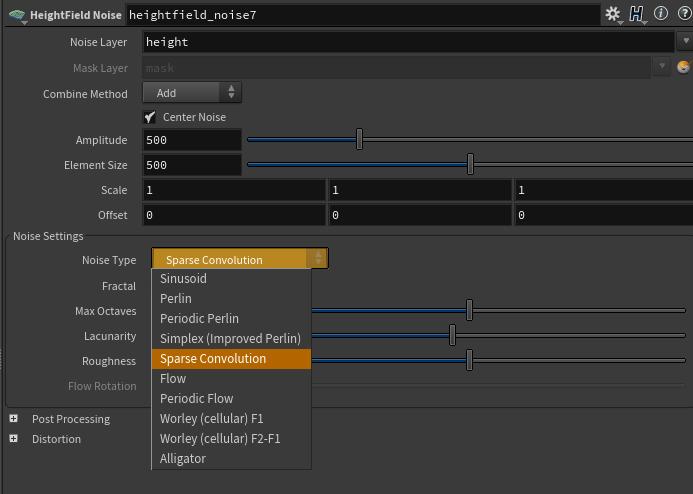 HeightField Noise heightfield_noise7
Noise Layer height
Mask Layer mask
Combine Method Add
Center Noise
Amplitude 500
Element Size 500
Scale 1 1 1
Offset 0 0 0
Noise Settings
Noise Type Sparse Convolution
Fractal
Max Octaves
Lacunarity
Roughness
Flow Rotation
Sinusoid
Perlin
Periodic Perlin
Simplex (Improved Perlin)
Sparse Convolution
Flow
Periodic Flow
Worley (cellular) F1
Worley (cellular) F2-F1
Alligator
Post Processing
Distortion